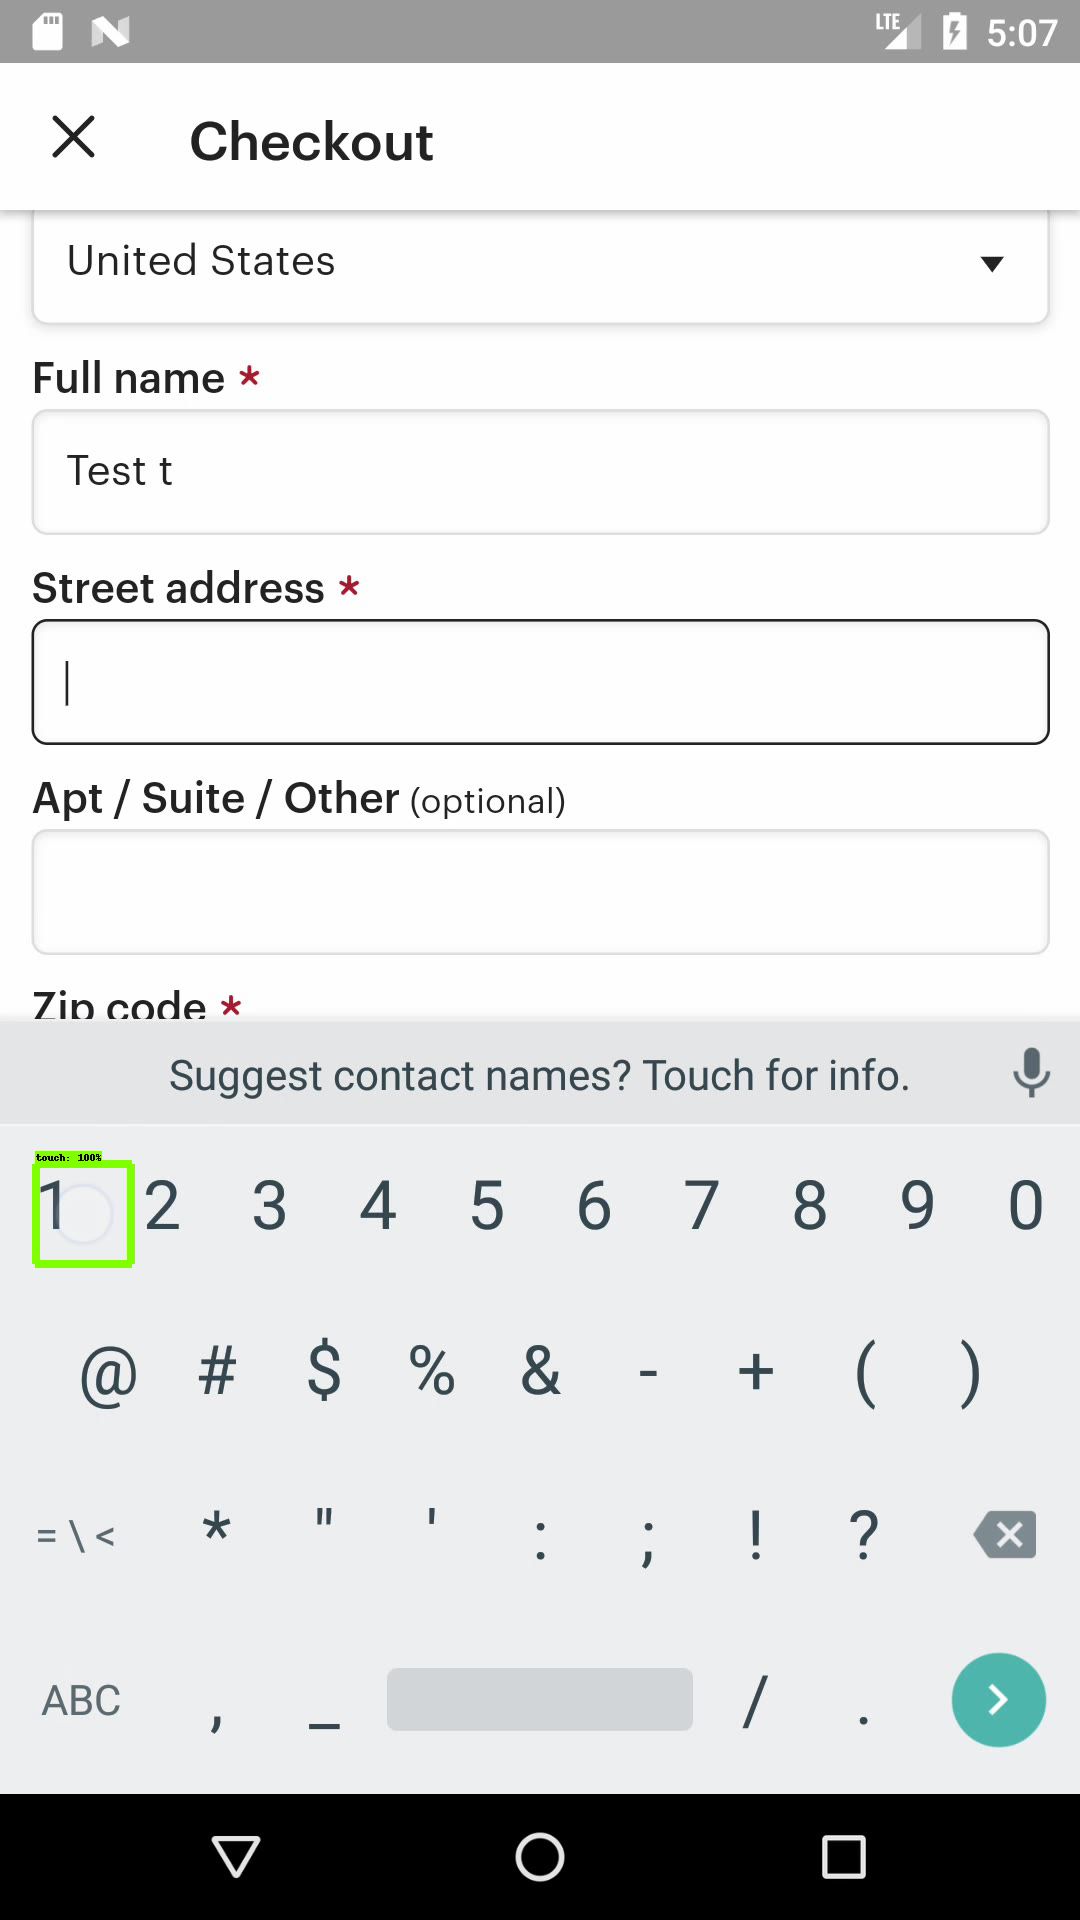 LTE 5:07
Checkout
United States
Full name *
Test t
Street address *
Apt / Suite / Other (optional)
Zip code *
Suggest contact names? Touch for info.
touch: 100%
1 2 3 4 5 6 7 8 9 0
@ # $ % & - + ( )
= \ < * " ' : ; ! ?
ABC , _ / .